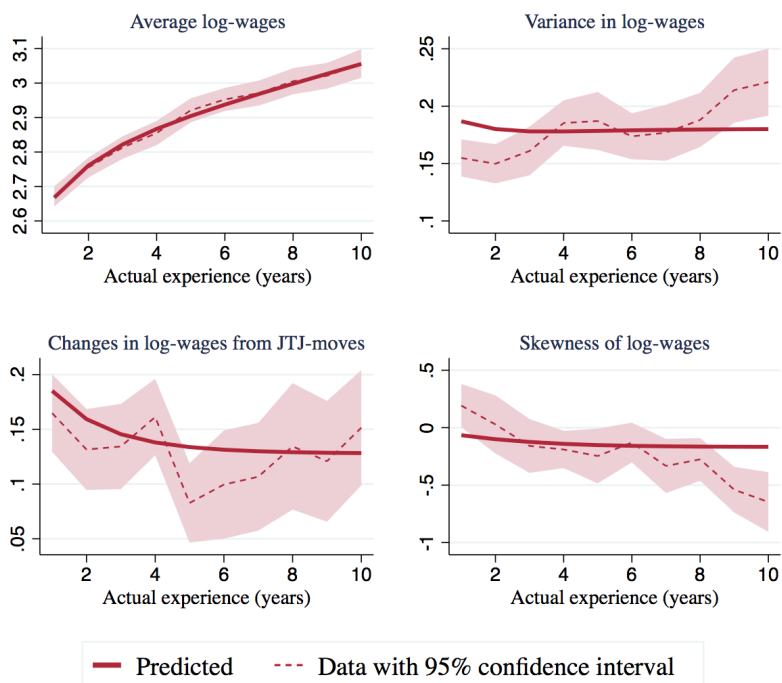 Average log-wages
2.6 2.7 2.8 2.9 3 3.1
2 4 6 8 10
Actual experience (years)
Variance in log-wages
.1 .15 .2 .25
2 4 6 8 10
Actual experience (years)
Changes in log-wages from JTJ-moves
.05 .1 .15 .2
2 4 6 8 10
Actual experience (years)
Skewness of log-wages
-1 -.5 0 .5
2 4 6 8 10
Actual experience (years)
Predicted
Data with 95% confidence interval